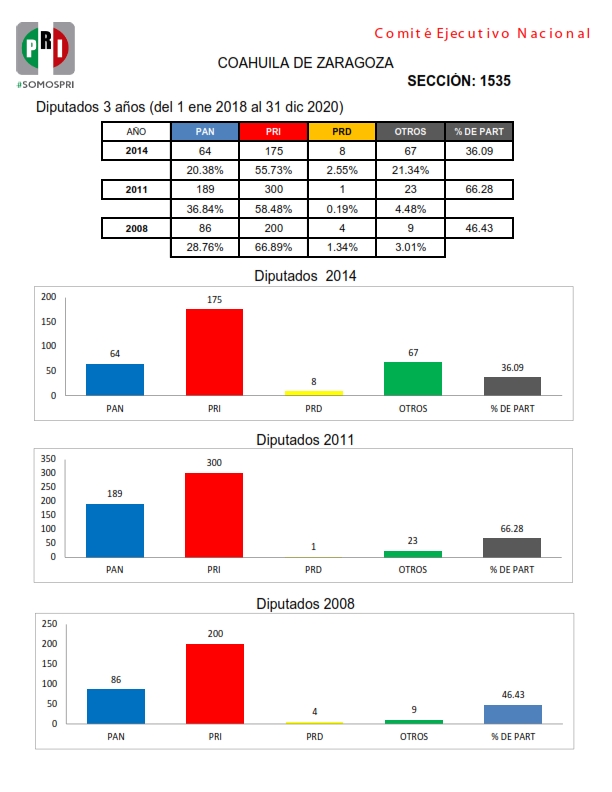 Comité Ejecutivo Nacional
PRI
#SOMOSPRI
COAHUILA DE ZARAGOZA
SECCIÓN: 1535
Diputados 3 años (del 1 ene 2018 al 31 dic 2020)
AÑO PAN PRI PRD OTROS % DE PART
2014 64 175 8 67 36.09
20.38% 55.73% 2.55% 21.34%
2011 189 300 1 23 66.28
36.84% 58.48% 0.19% 4.48%
2008 86 200 4 9 46.43
28.76% 66.89% 1.34% 3.01%
Diputados 2014
200
150
100
50
0
64 175 8 67 36.09
PAN PRI PRD OTROS % DE PART
Diputados 2011
350
300
250
200
150
100
50
0
189 300 1 23 66.28
PAN PRI PRD OTROS % DE PART
Diputados 2008
250
200
150
100
50
0
86 200 4 9 46.43
PAN PRI PRD OTROS % DE PART